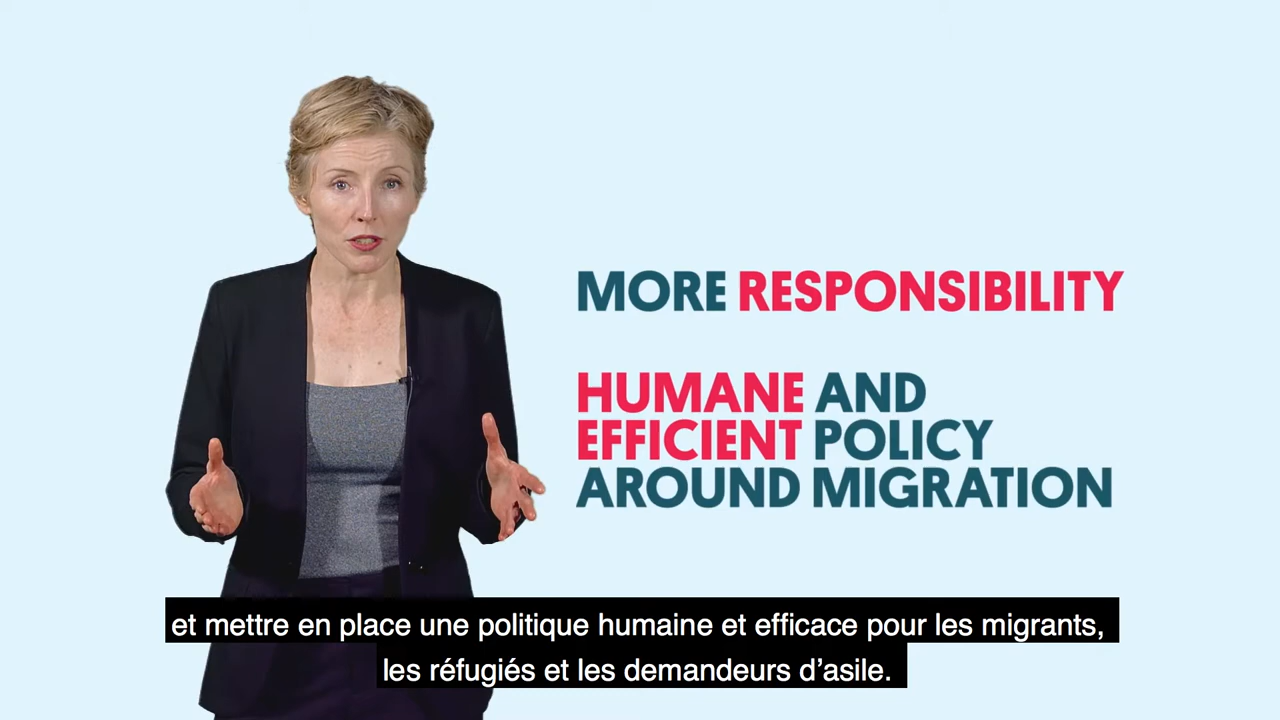 MORE RESPONSIBILITY
HUMANE AND
EFFICIENT POLICY
AROUND MIGRATION
et mettre en place une politique humaine et efficace pour les migrants,
les réfugiés et les demandeurs d’asile.